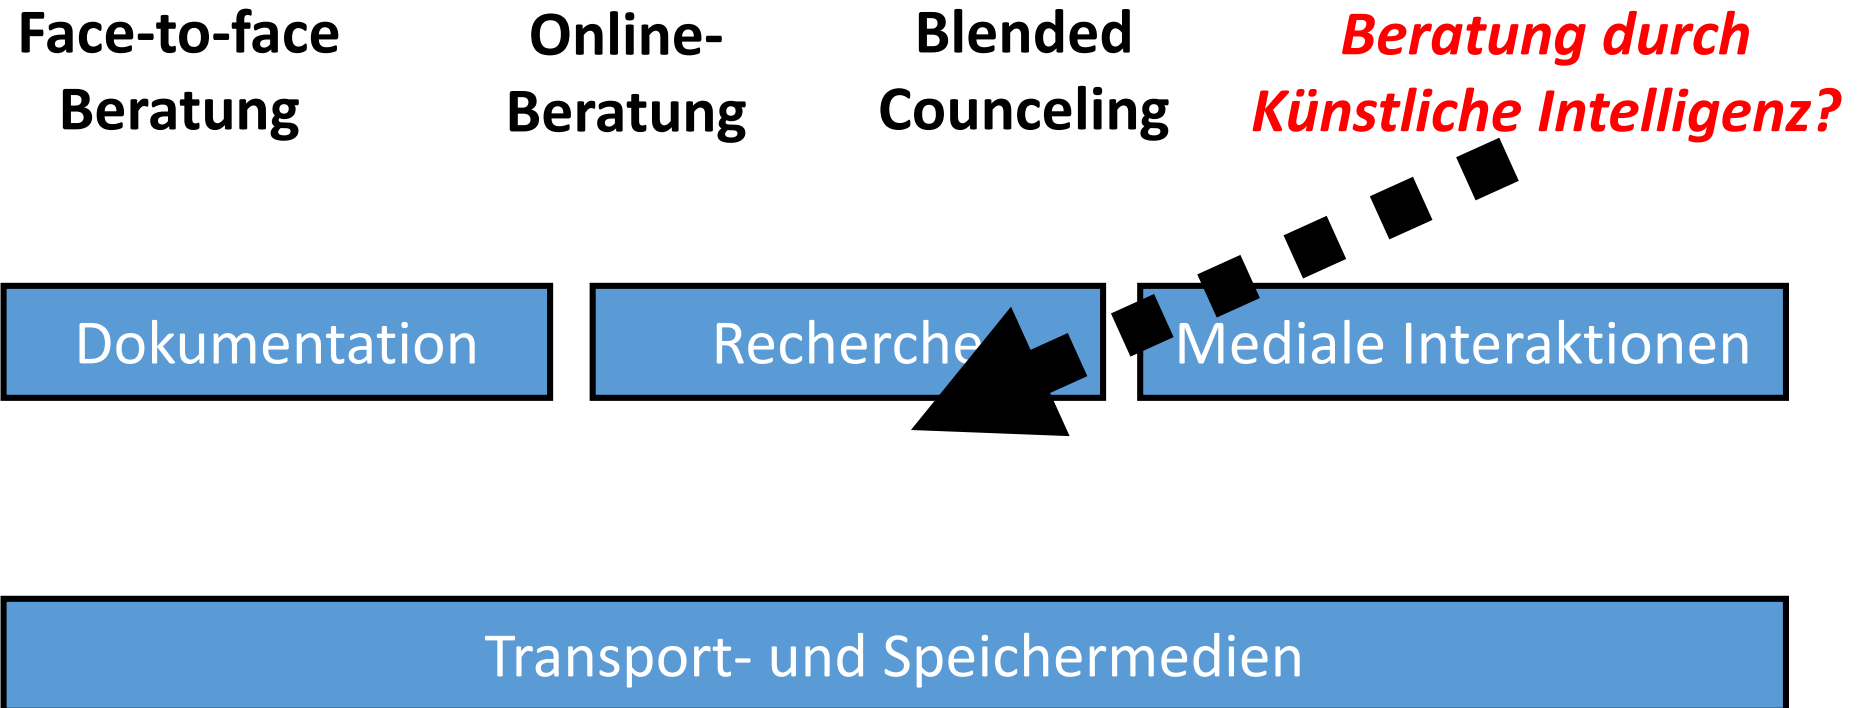 Face-to-face
Beratung
Online-
Beratung
Blended
Counceling
Beratung durch
Künstliche Intelligenz?
Dokumentation
Recherche
Mediale Interaktionen
Transport- und Speichermedien